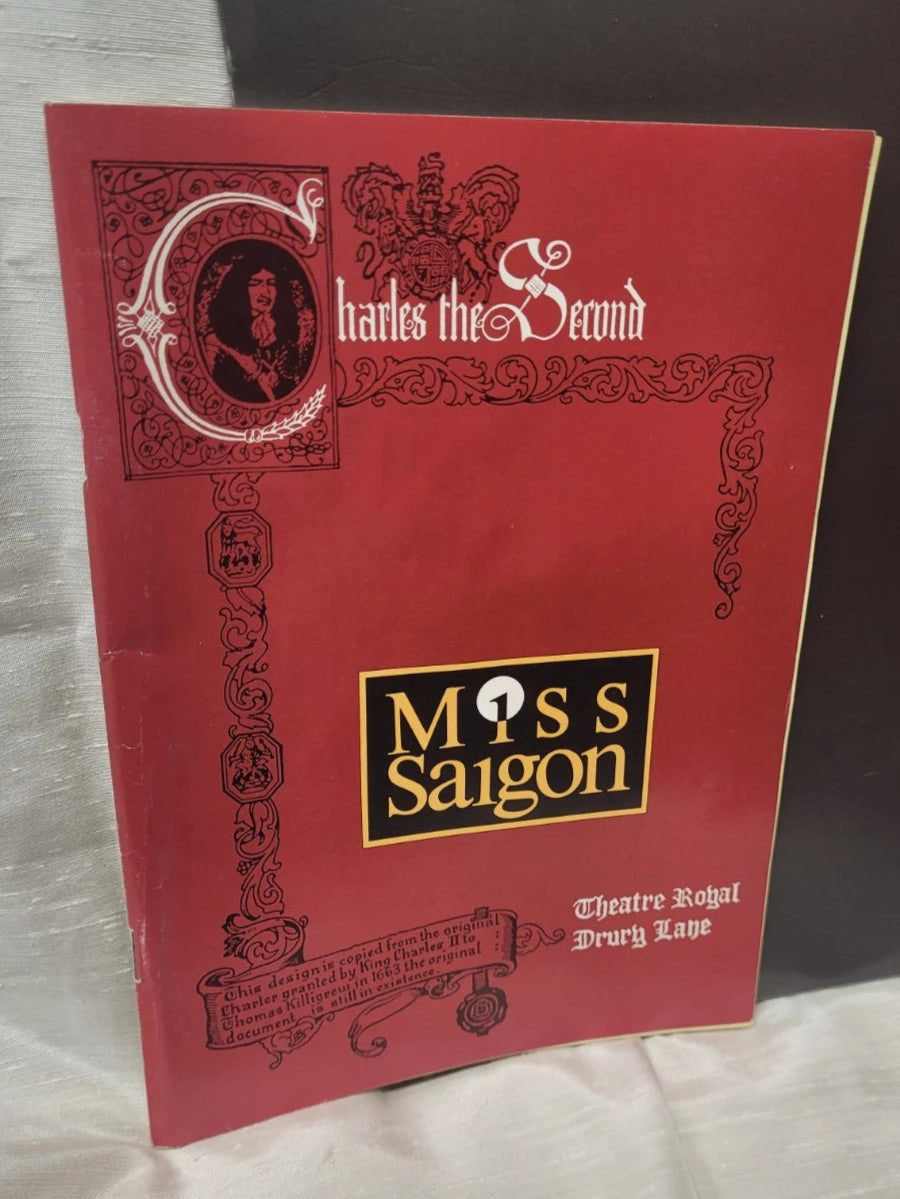 Charles the Second
Miss
Saigon
Theatre Royal
Drury Lane
This design is copied from the original
Charter granted by King Charles II to
Thomas Killigrew in 1663 the original
document is still in existence.